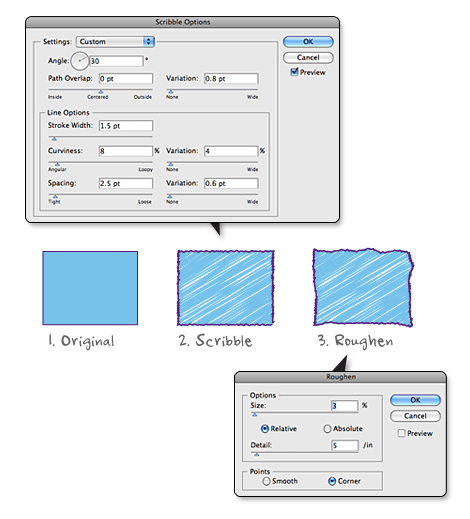 Scribble Options
Settings: Custom
OK
Cancel
Preview
Angle: 30 °
Path Overlap: 0 pt Variation: 0.8 pt
Inside Centered Outside None Wide
Line Options
Stroke Width: 1.5 pt
Curviness: 8 % Variation: 4 %
Angular Loopy None Wide
Spacing: 2.5 pt Variation: 0.6 pt
Tight Loose None Wide
1. Original 2. Scribble 3. Roughen
Roughen
Options
Size: 3 %
OK
Cancel
Preview
Relative Absolute
Detail: 5 /in
Points
Smooth Corner